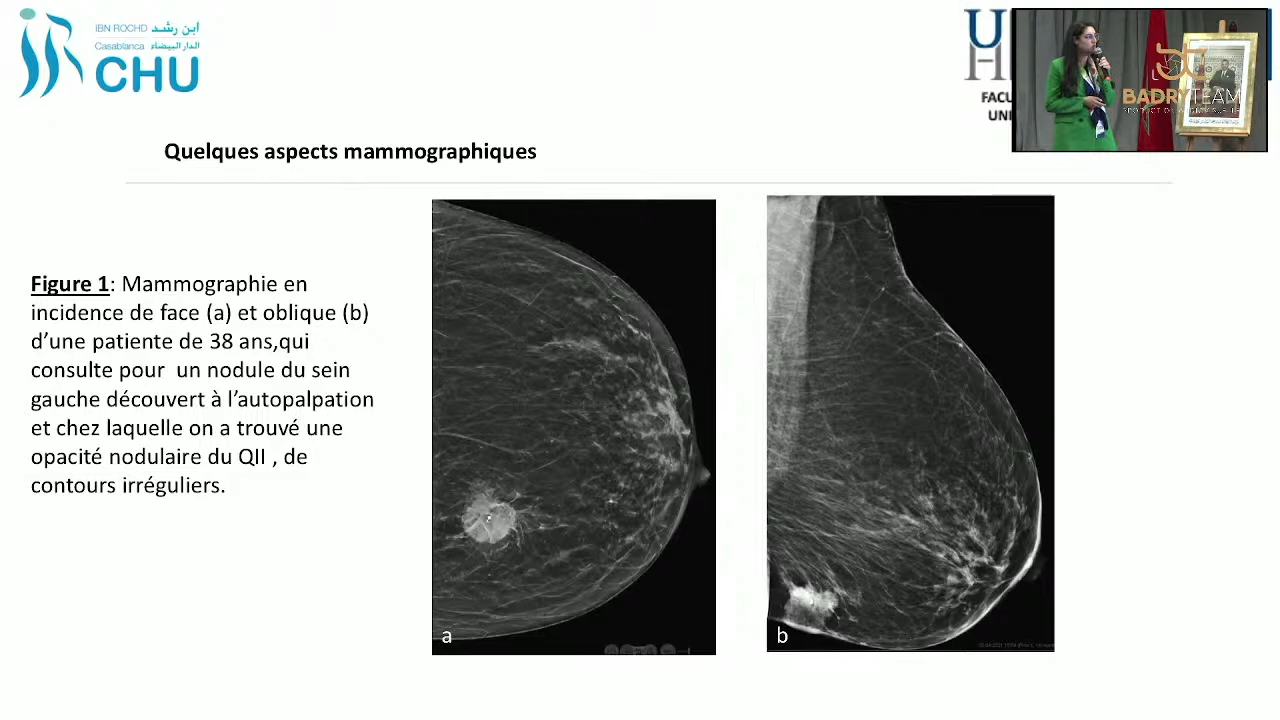 IBN ROCHD ابن رشد
Casablanca الدار البيضاء
CHU
U
H
FACU
UNI
BADRYTEAM
Quelques aspects mammographiques
Figure 1: Mammographie en
incidence de face (a) et oblique (b)
d’une patiente de 38 ans,qui
consulte pour un nodule du sein
gauche découvert à l’autopalpation
et chez laquelle on a trouvé une
opacité nodulaire du QII , de
contours irréguliers.
a
b